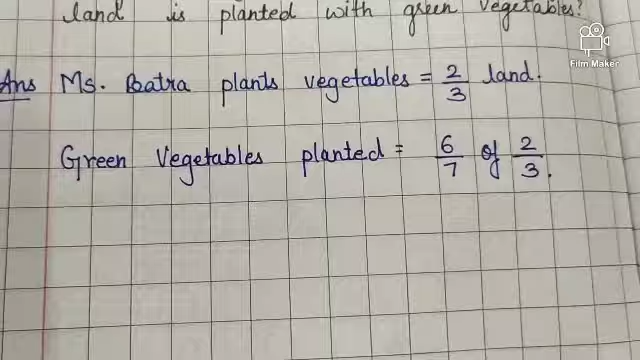 land is planted with green vegetables?
Film Maker
Ans Ms. Batra plants vegetables = 2/3 land.
Green Vegetables planted = 6/7 of 2/3.